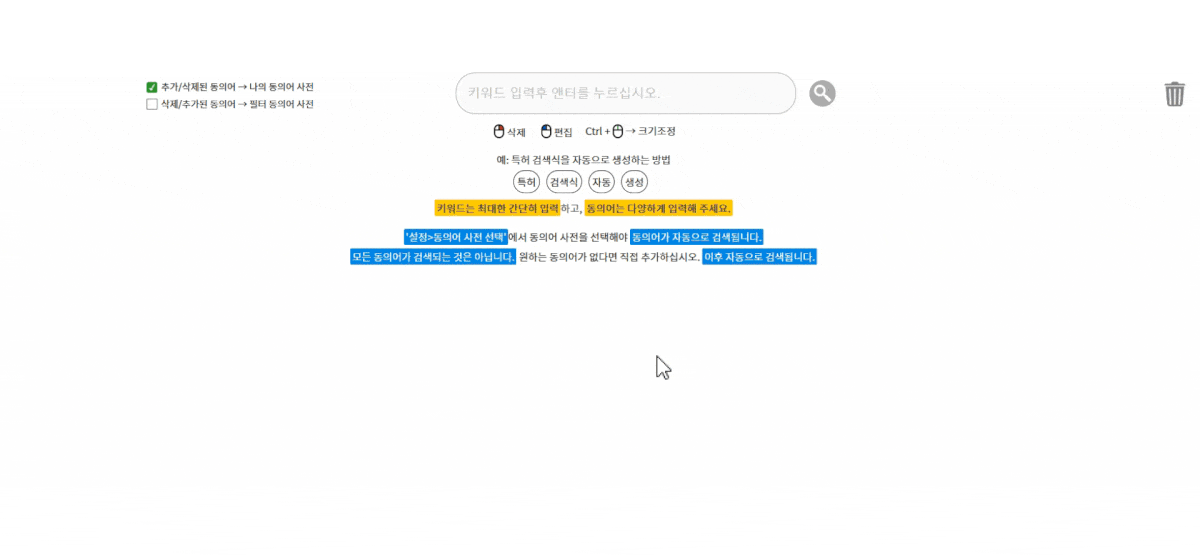 추가/삭제된 동의어 → 나의 동의어 사전
삭제/추가된 동의어 → 필터 동의어 사전
키워드 입력후 앤터를 누르십시오.
삭제 편집 Ctrl + → 크기조정
예: 특허 검색식을 자동으로 생성하는 방법
특허 검색식 자동 생성
키워드는 최대한 간단히 입력하고, 동의어는 다양하게 입력해 주세요.
'설정>동의어 사전 선택'에서 동의어 사전을 선택해야 동의어가 자동으로 검색됩니다.
모든 동의어가 검색되는 것은 아닙니다. 원하는 동의어가 없다면 직접 추가하십시오. 이후 자동으로 검색됩니다.